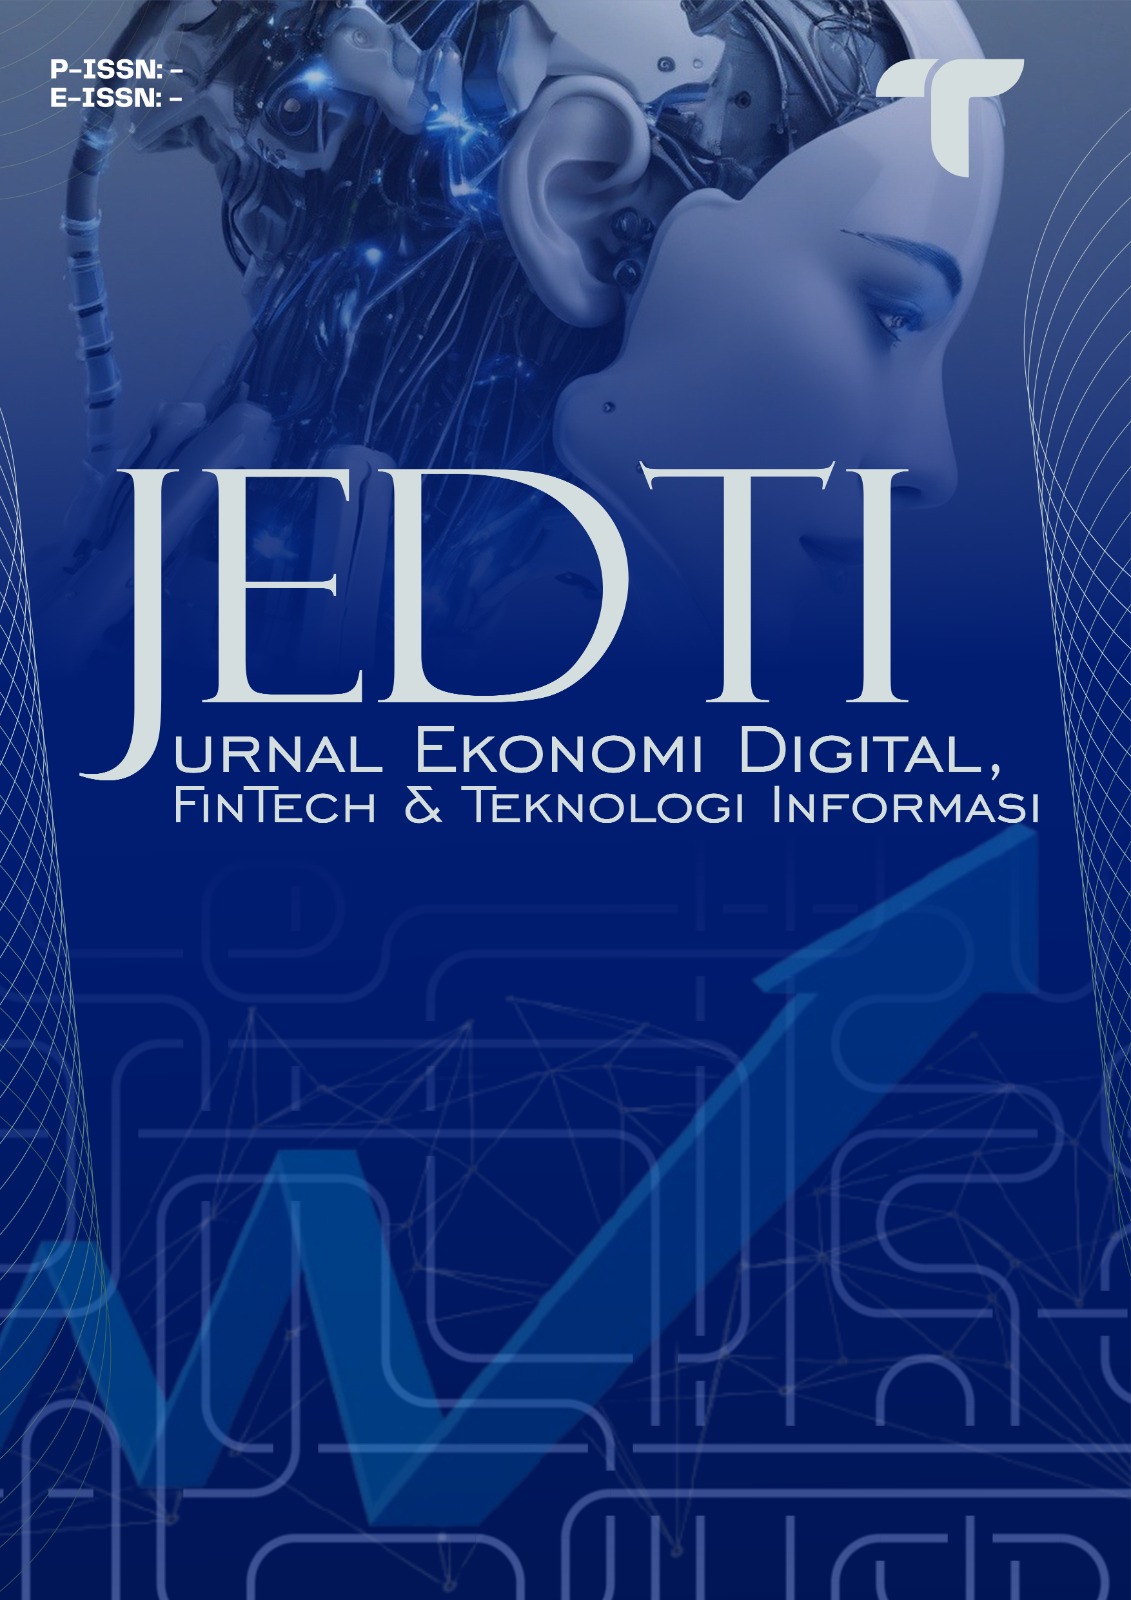 P-ISSN: -
E-ISSN: -
JEDTI
JURNAL EKONOMI DIGITAL,
FINTECH & TEKNOLOGI INFORMASI